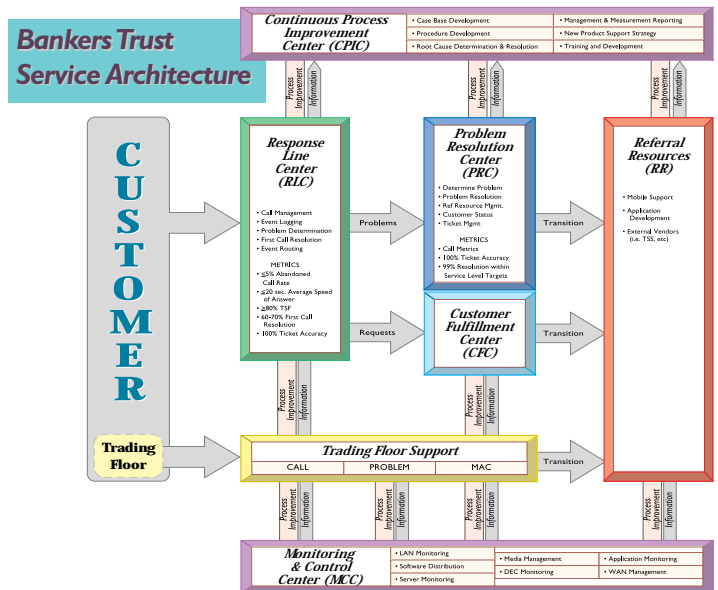 Bankers Trust
Service Architecture
Continuous Process
Improvement
Center (CPIC)
• Case Base Development
• Procedure Development
• Root Cause Determination & Resolution
• Management & Measurement Reporting
• New Product Support Strategy
• Training and Development
Process
Improvement
Information
Process
Improvement
Information
Process
Improvement
Information
CUSTOMER
Trading
Floor
Response
Line
Center
(RLC)
• Call Management
• Event Logging
• Problem Determination
• First Call Resolution
• Event Routing
METRICS
• ≤5% Abandoned
Call Rate
• ≤20 sec. Average Speed
of Answer
• ≥80% TSF
• 60-70% First Call
Resolution
• 100% Ticket Accuracy
Problems
Requests
Problem
Resolution
Center
(PRC)
• Determine Problem
• Problem Resolution
• Ref Resource Mgmt.
• Customer Status
• Ticket Mgmt
METRICS
• Call Metrics
• 100% Ticket Accuracy
• 99% Resolution within
Service Level Targets
Customer
Fulfillment
Center
(CFC)
Transition
Transition
Referral
Resources
(RR)
• Mobile Support
• Application
Development
• External Vendors
(i.e. TSS, etc)
Process
Improvement
Information
Process
Improvement
Information
Trading Floor Support
CALL
PROBLEM
MAC
Transition
Process
Improvement
Information
Process
Improvement
Information
Process
Improvement
Information
Process
Improvement
Information
Monitoring
& Control
Center (MCC)
• LAN Monitoring
• Software Distribution
• Server Monitoring
• Media Management
• DEC Monitoring
• Application Monitoring
• WAN Management